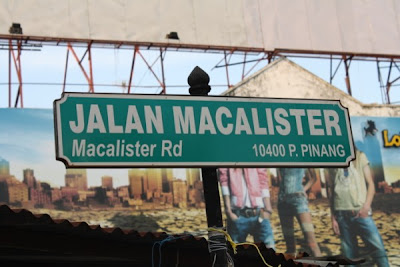 JALAN MACALISTER
Macalister Rd 10400 P. PINANG